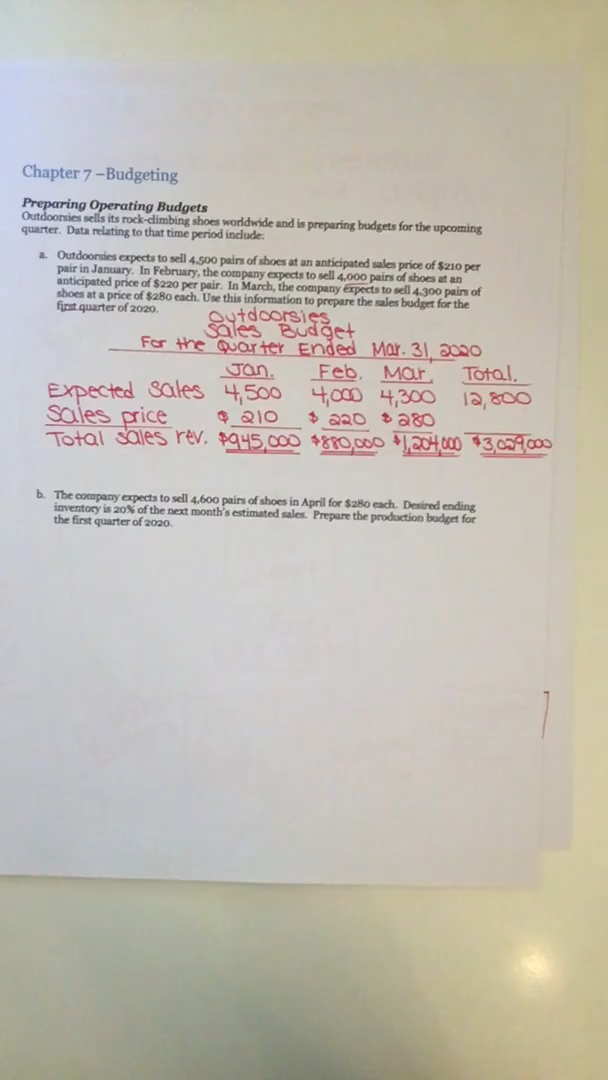 Chapter 7 –Budgeting
Preparing Operating Budgets
Outdoorsies sells its rock-climbing shoes worldwide and is preparing budgets for the upcoming
quarter. Data relating to that time period include:
a. Outdoorsies expects to sell 4,500 pairs of shoes at an anticipated sales price of $210 per
pair in January. In February, the company expects to sell 4,000 pairs of shoes at an
anticipated price of $220 per pair. In March, the company expects to sell 4,300 pairs of
shoes at a price of $280 each. Use this information to prepare the sales budget for the
first quarter of 2020.
Outdoorsies
Sales Budget
For the Quarter Ended Mar. 31, 2020
Jan. Feb. Mar. Total.
Expected Sales 4,500 4,000 4,300 12,800
Sales price $ 210 $ 220 $ 280
Total sales rev. $945,000 $880,000 $1,204,000 $3,029,000
b. The company expects to sell 4,600 pairs of shoes in April for $280 each. Desired ending
inventory is 20% of the next month's estimated sales. Prepare the production budget for
the first quarter of 2020.